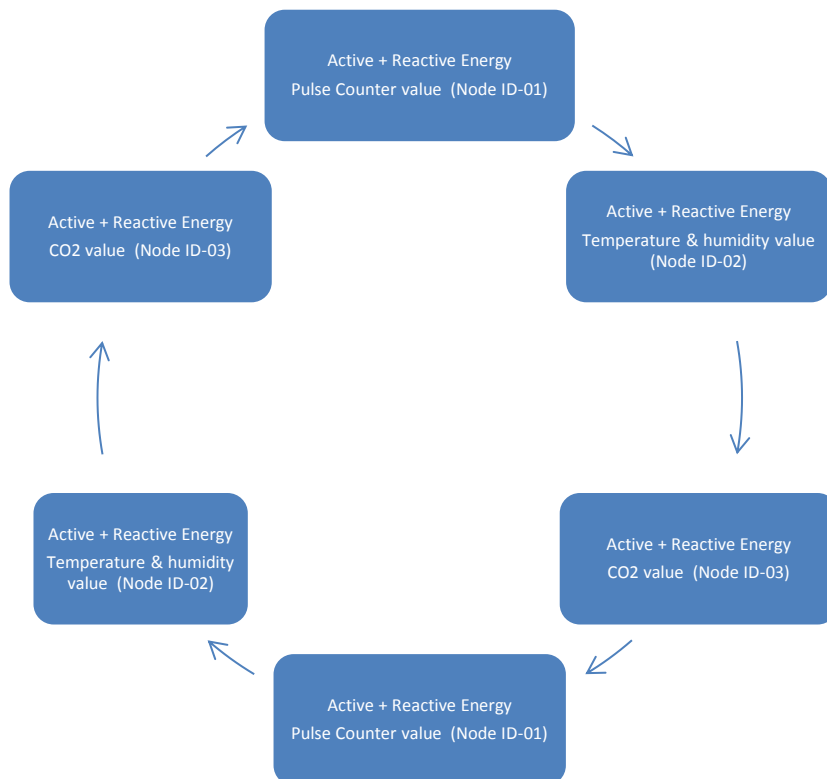 Active + Reactive Energy
Pulse Counter value (Node ID-01)
Active + Reactive Energy
CO2 value (Node ID-03)
Active + Reactive Energy
Temperature & humidity value
(Node ID-02)
Active + Reactive Energy
Temperature & humidity
value (Node ID-02)
Active + Reactive Energy
CO2 value (Node ID-03)
Active + Reactive Energy
Pulse Counter value (Node ID-01)